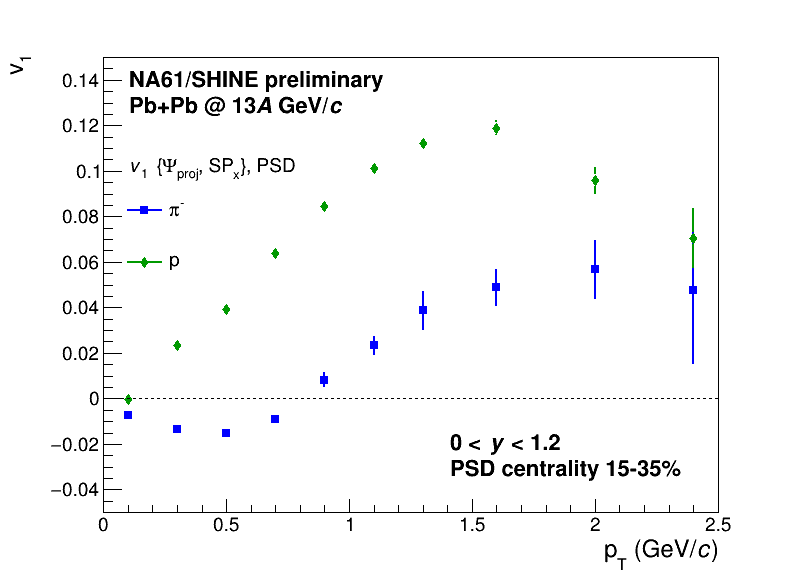 v₁
NA61/SHINE preliminary
Pb+Pb @ 13A GeV/c
v₁ {Ψproj, SPx}, PSD
π⁻
p
0.14
0.12
0.1
0.08
0.06
0.04
0.02
0
−0.02
−0.04
0 < y < 1.2
PSD centrality 15-35%
0 0.5 1 1.5 2 2.5
pT (GeV/c)